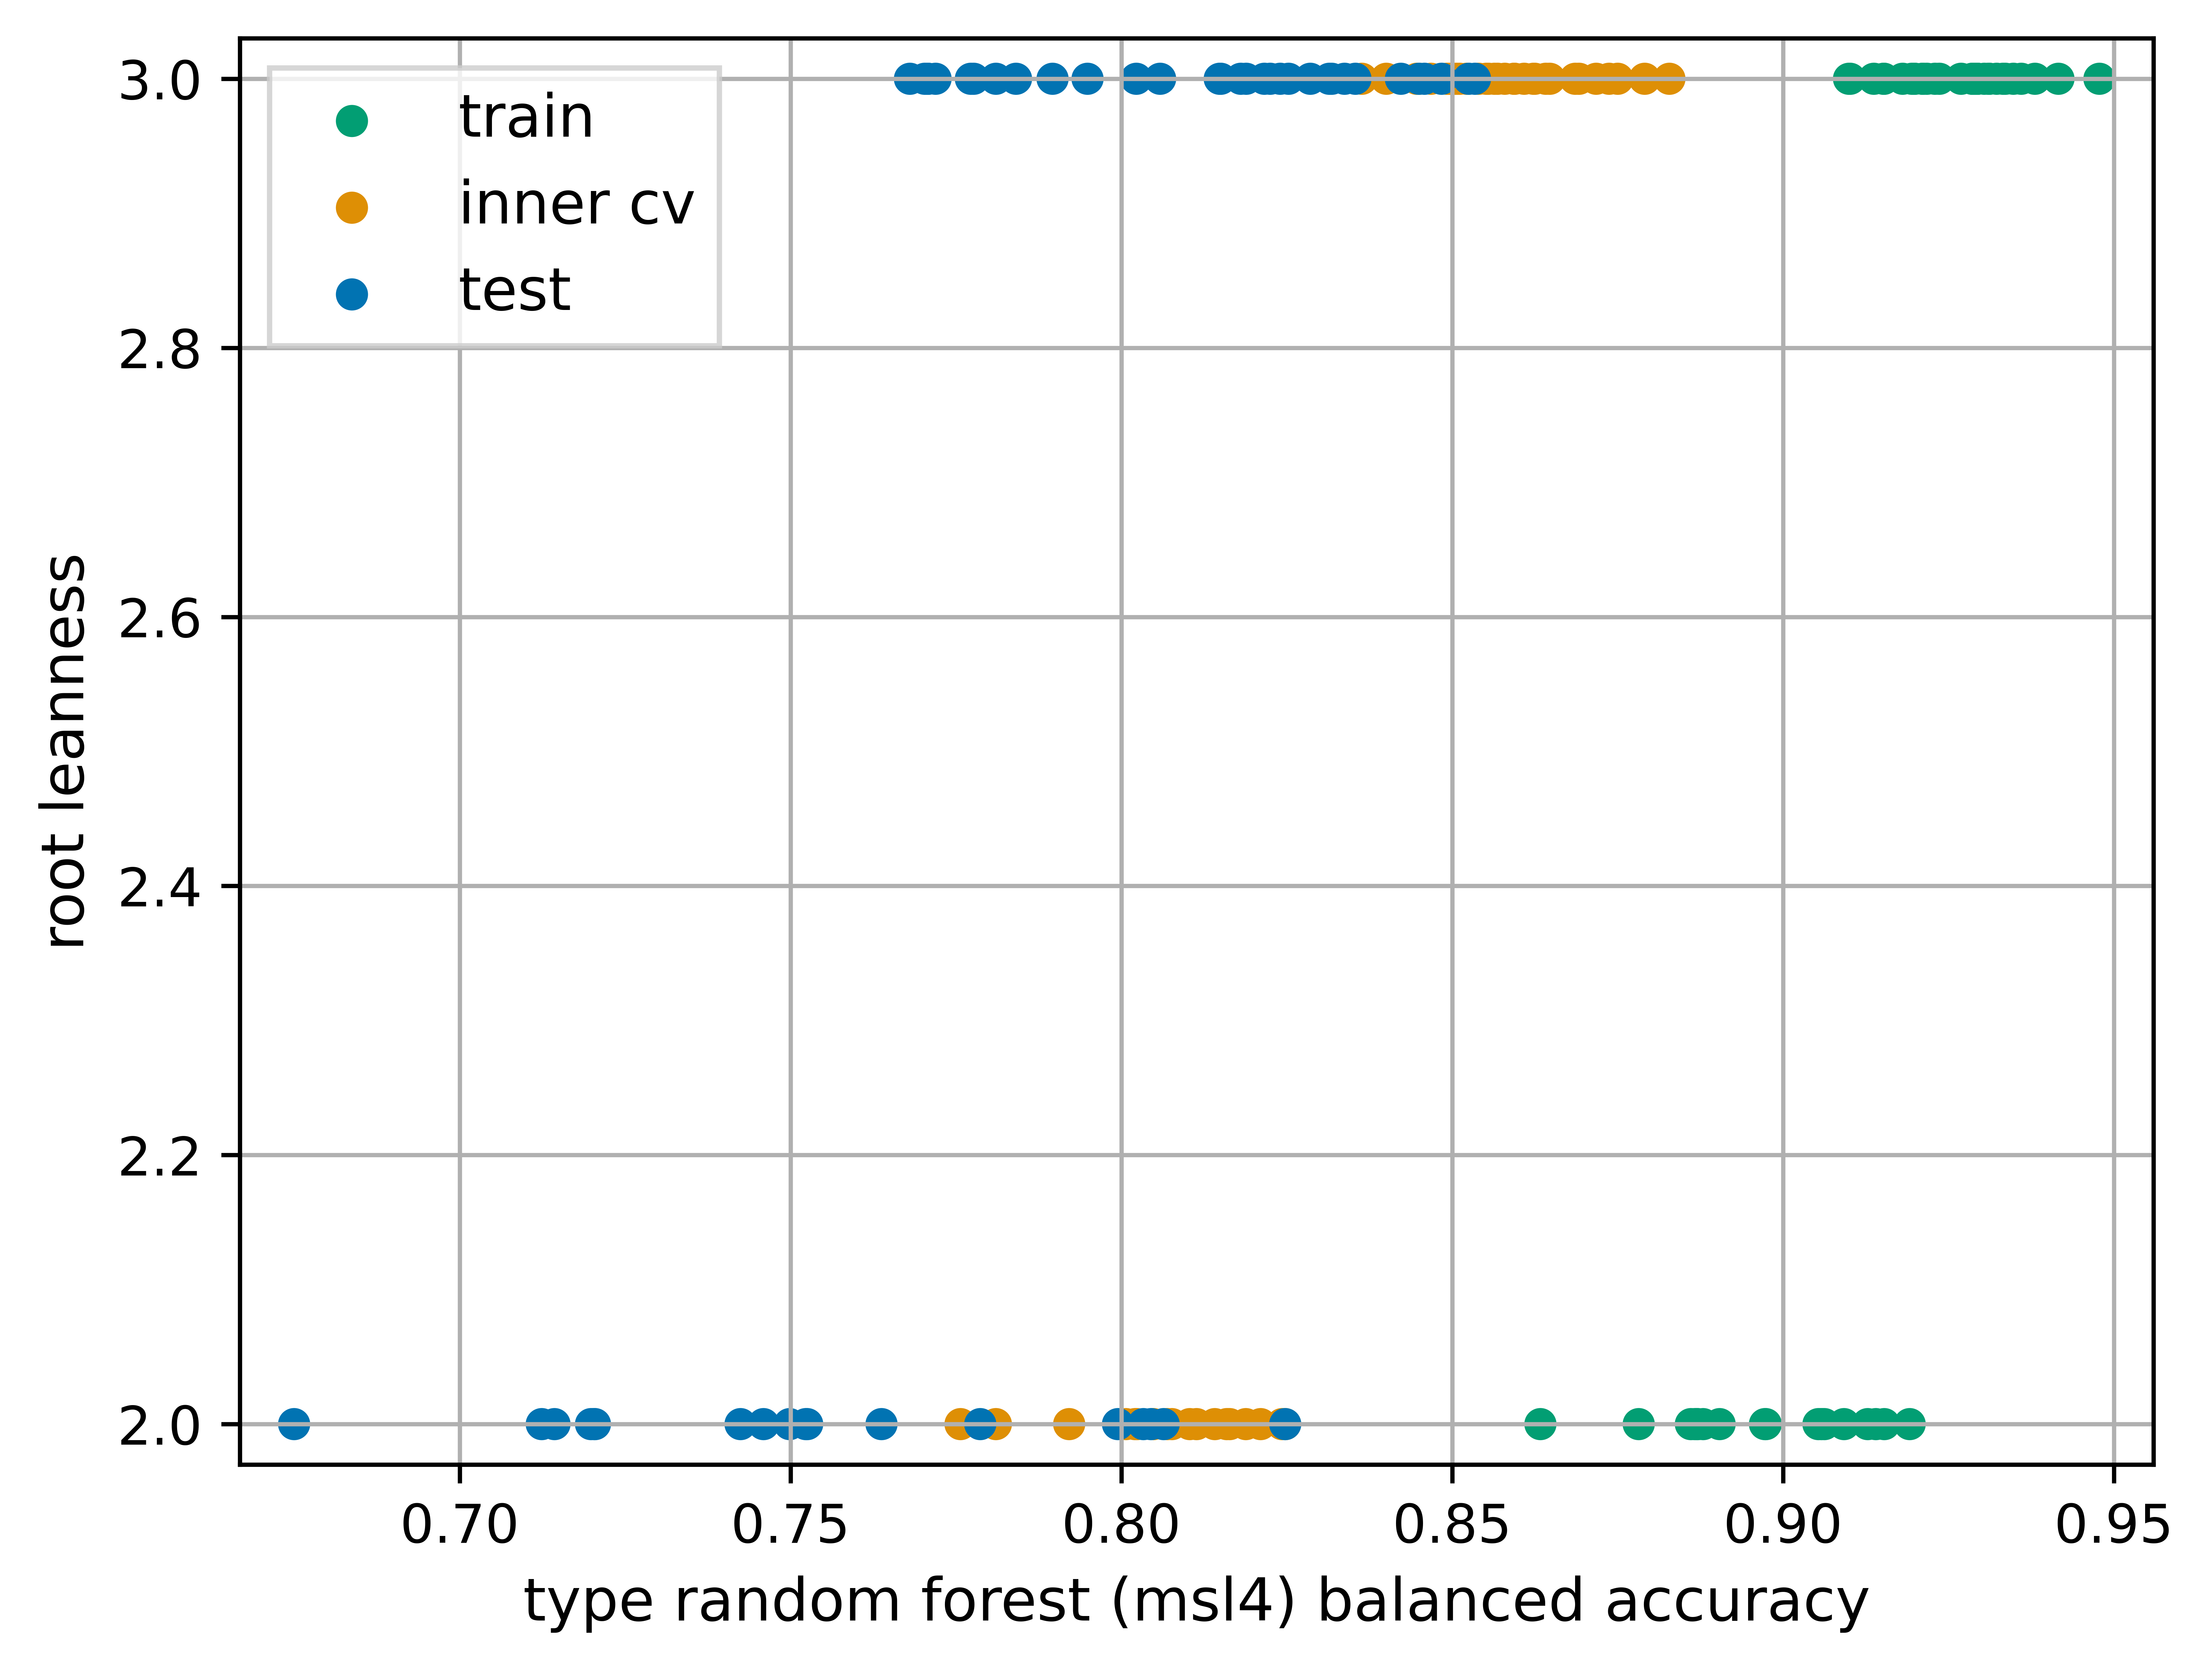 train
inner cv
test
3.0
2.8
2.6
2.4
2.2
2.0
root leanness
0.70 0.75 0.80 0.85 0.90 0.95
type random forest (msl4) balanced accuracy